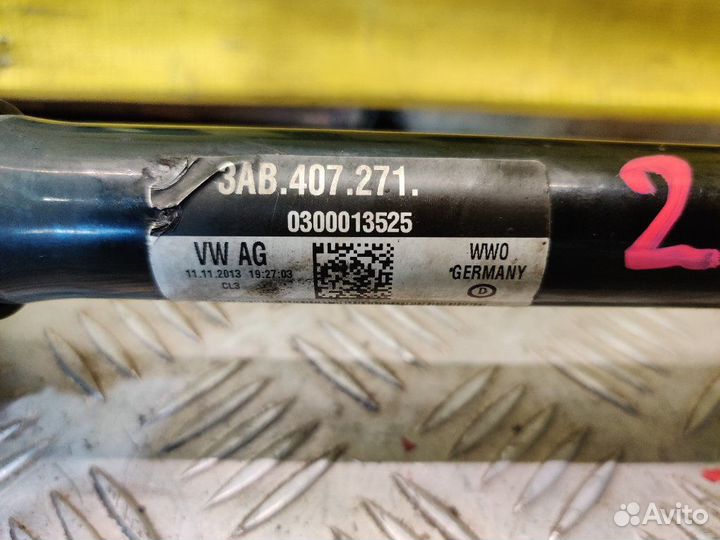 3AB.407.271.
0300013525
VW AG
11.11.2013 19:27:03
CL3
WWO
GERMANY
D
2
Avito